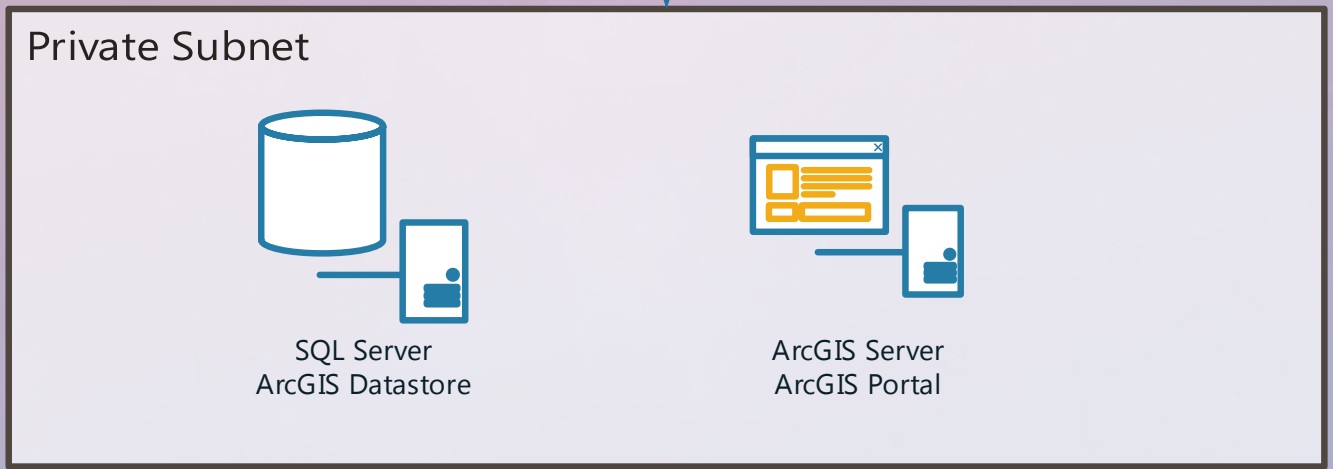 Private Subnet
SQL Server
ArcGIS Datastore
ArcGIS Server
ArcGIS Portal